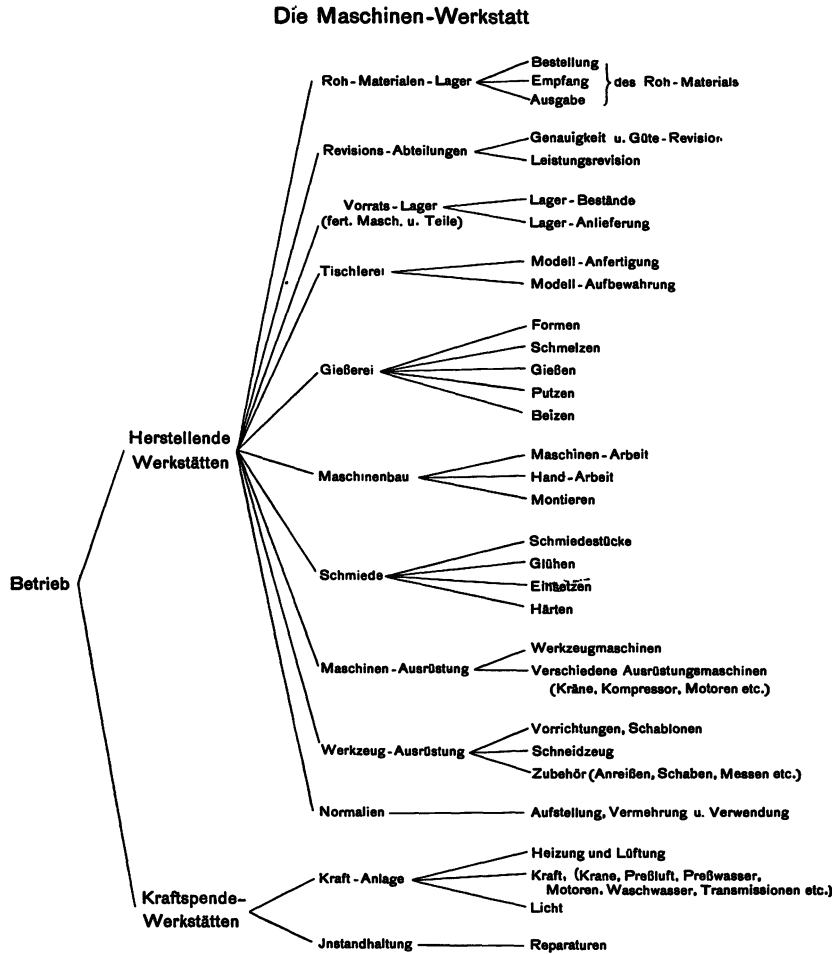 Die Maschinen-Werkstatt
Roh-Materialen-Lager
Bestellung
Empfang
Ausgabe
des Roh-Materials
Revisions-Abteilungen
Genauigkeit u. Güte-Revision
Leistungsrevision
Vorrats-Lager
(fert. Masch. u. Teile)
Lager-Bestände
Lager-Anlieferung
Tischlerei
Modell-Anfertigung
Modell-Aufbewahrung
Gießerei
Formen
Schmelzen
Gießen
Putzen
Beizen
Herstellende
Werkstätten
Maschinenbau
Maschinen-Arbeit
Hand-Arbeit
Montieren
Betrieb
Schmiede
Schmiedestücke
Glühen
Einsetzen
Härten
Maschinen-Ausrüstung
Werkzeugmaschinen
Verschiedene Ausrüstungsmaschinen
(Kräne, Kompressor, Motoren etc.)
Werkzeug-Ausrüstung
Vorrichtungen, Schablonen
Schneidzeug
Zubehör (Anreißen, Schaben, Messen etc.)
Normalien
Aufstellung, Vermehrung u. Verwendung
Kraftspende-
Werkstätten
Kraft-Anlage
Heizung und Lüftung
Kraft, (Krane, Preßluft, Preßwasser,
Motoren, Waschwasser, Transmissionen etc.)
Licht
Jnstandhaltung
Reparaturen